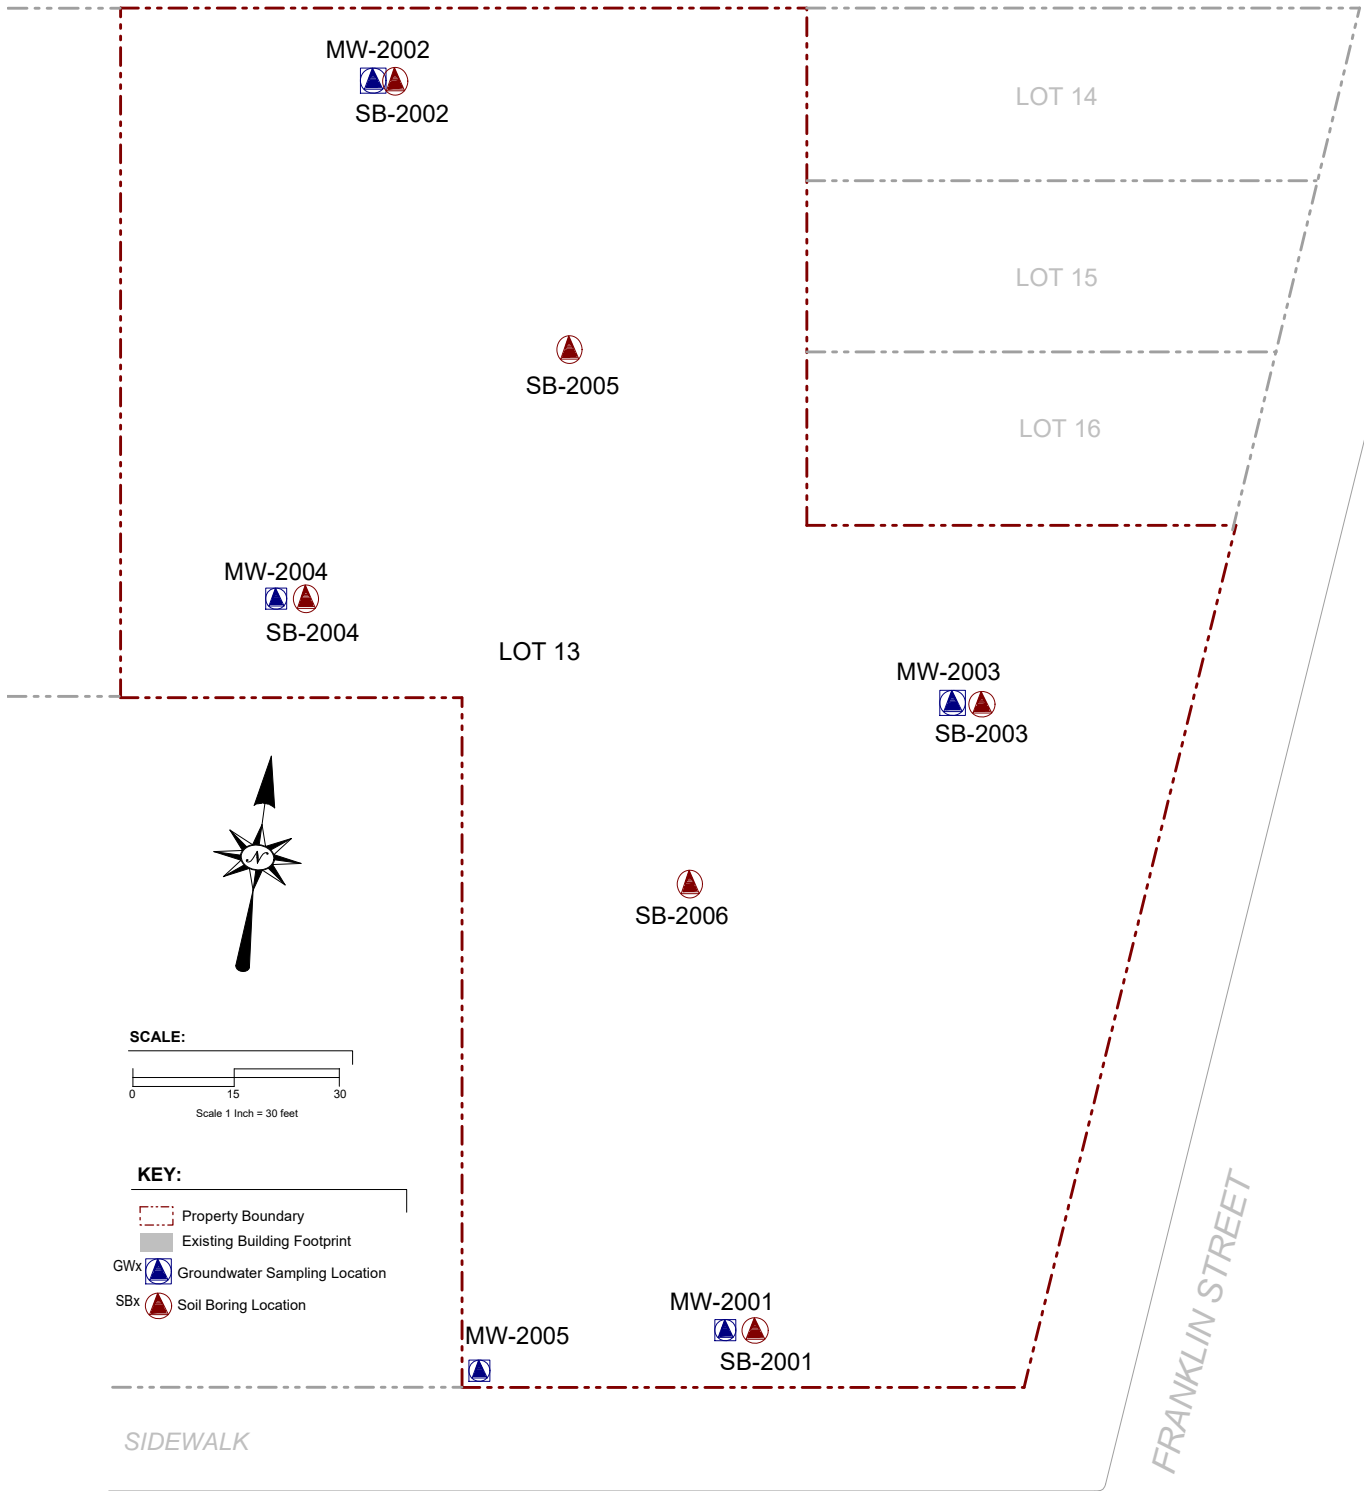 MW-2002
SB-2002
LOT 14
LOT 15
SB-2005
LOT 16
MW-2004
SB-2004
LOT 13
MW-2003
SB-2003
N
SB-2006
SCALE:
0 15 30
Scale 1 Inch = 30 feet
KEY:
Property Boundary
Existing Building Footprint
GWx Groundwater Sampling Location
SBx Soil Boring Location
MW-2001
SB-2001
MW-2005
FRANKLIN STREET
SIDEWALK